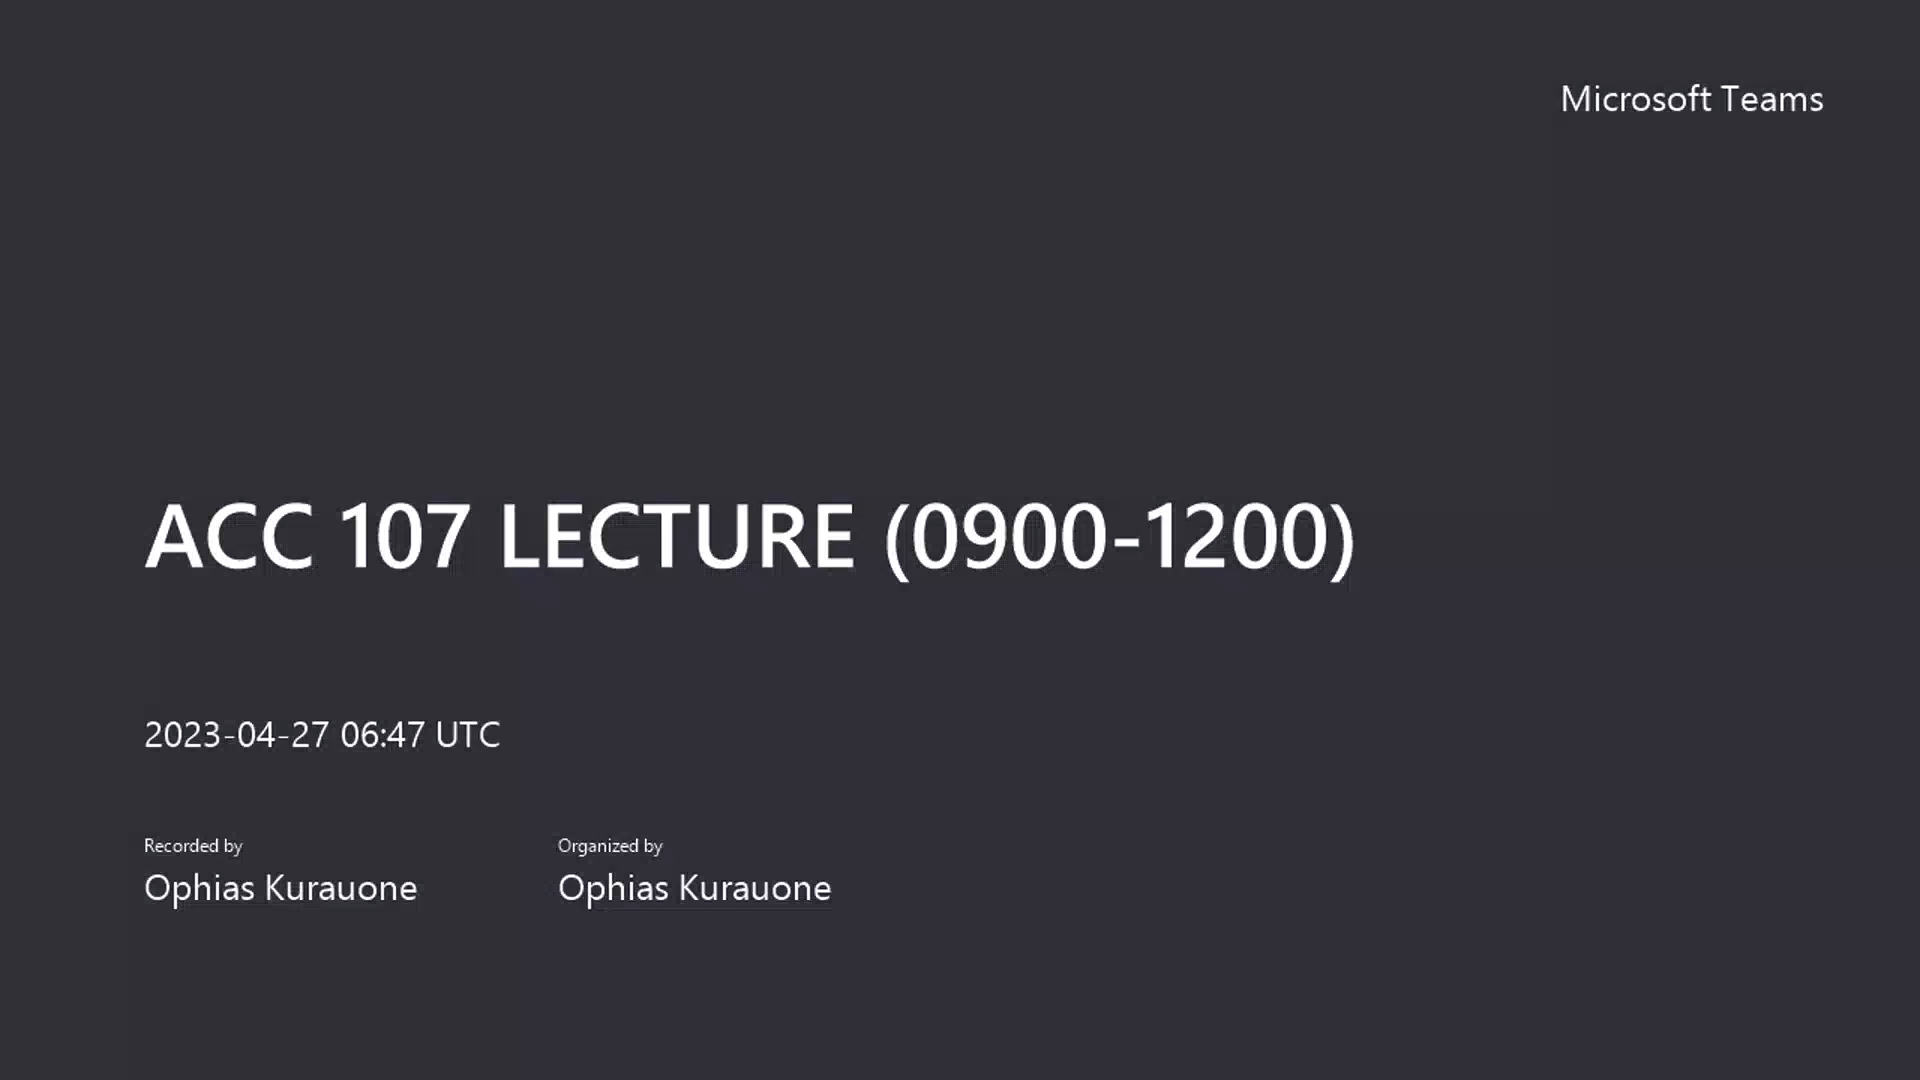 Microsoft Teams
ACC 107 LECTURE (0900-1200)
2023-04-27 06:47 UTC
Recorded by
Ophias Kurauone
Organized by
Ophias Kurauone